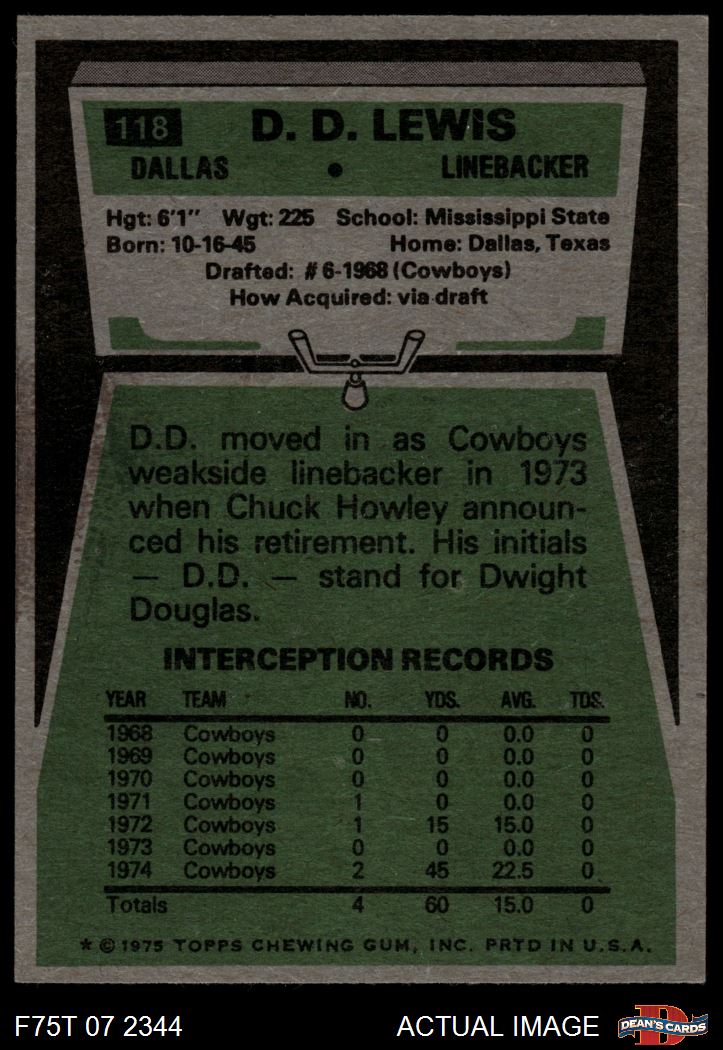 118 D. D. LEWIS
DALLAS • LINEBACKER
Hgt: 6'1" Wgt: 225 School: Mississippi State
Born: 10-16-45 Home: Dallas, Texas
Drafted: #6-1968 (Cowboys)
How Acquired: via draft
D.D. moved in as Cowboys
weakside linebacker in 1973
when Chuck Howley announ-
ced his retirement. His initials
— D.D. — stand for Dwight
Douglas.
INTERCEPTION RECORDS
YEAR TEAM NO. YDS. AVG. TDS.
1968 Cowboys 0 0 0.0 0
1969 Cowboys 0 0 0.0 0
1970 Cowboys 0 0 0.0 0
1971 Cowboys 1 0 0.0 0
1972 Cowboys 1 15 15.0 0
1973 Cowboys 0 0 0.0 0
1974 Cowboys 2 45 22.5 0
Totals 4 60 15.0 0
* © 1975 TOPPS CHEWING GUM, INC. PRTD IN U.S.A.
F75T 07 2344 ACTUAL IMAGE DEAN'S CARDS